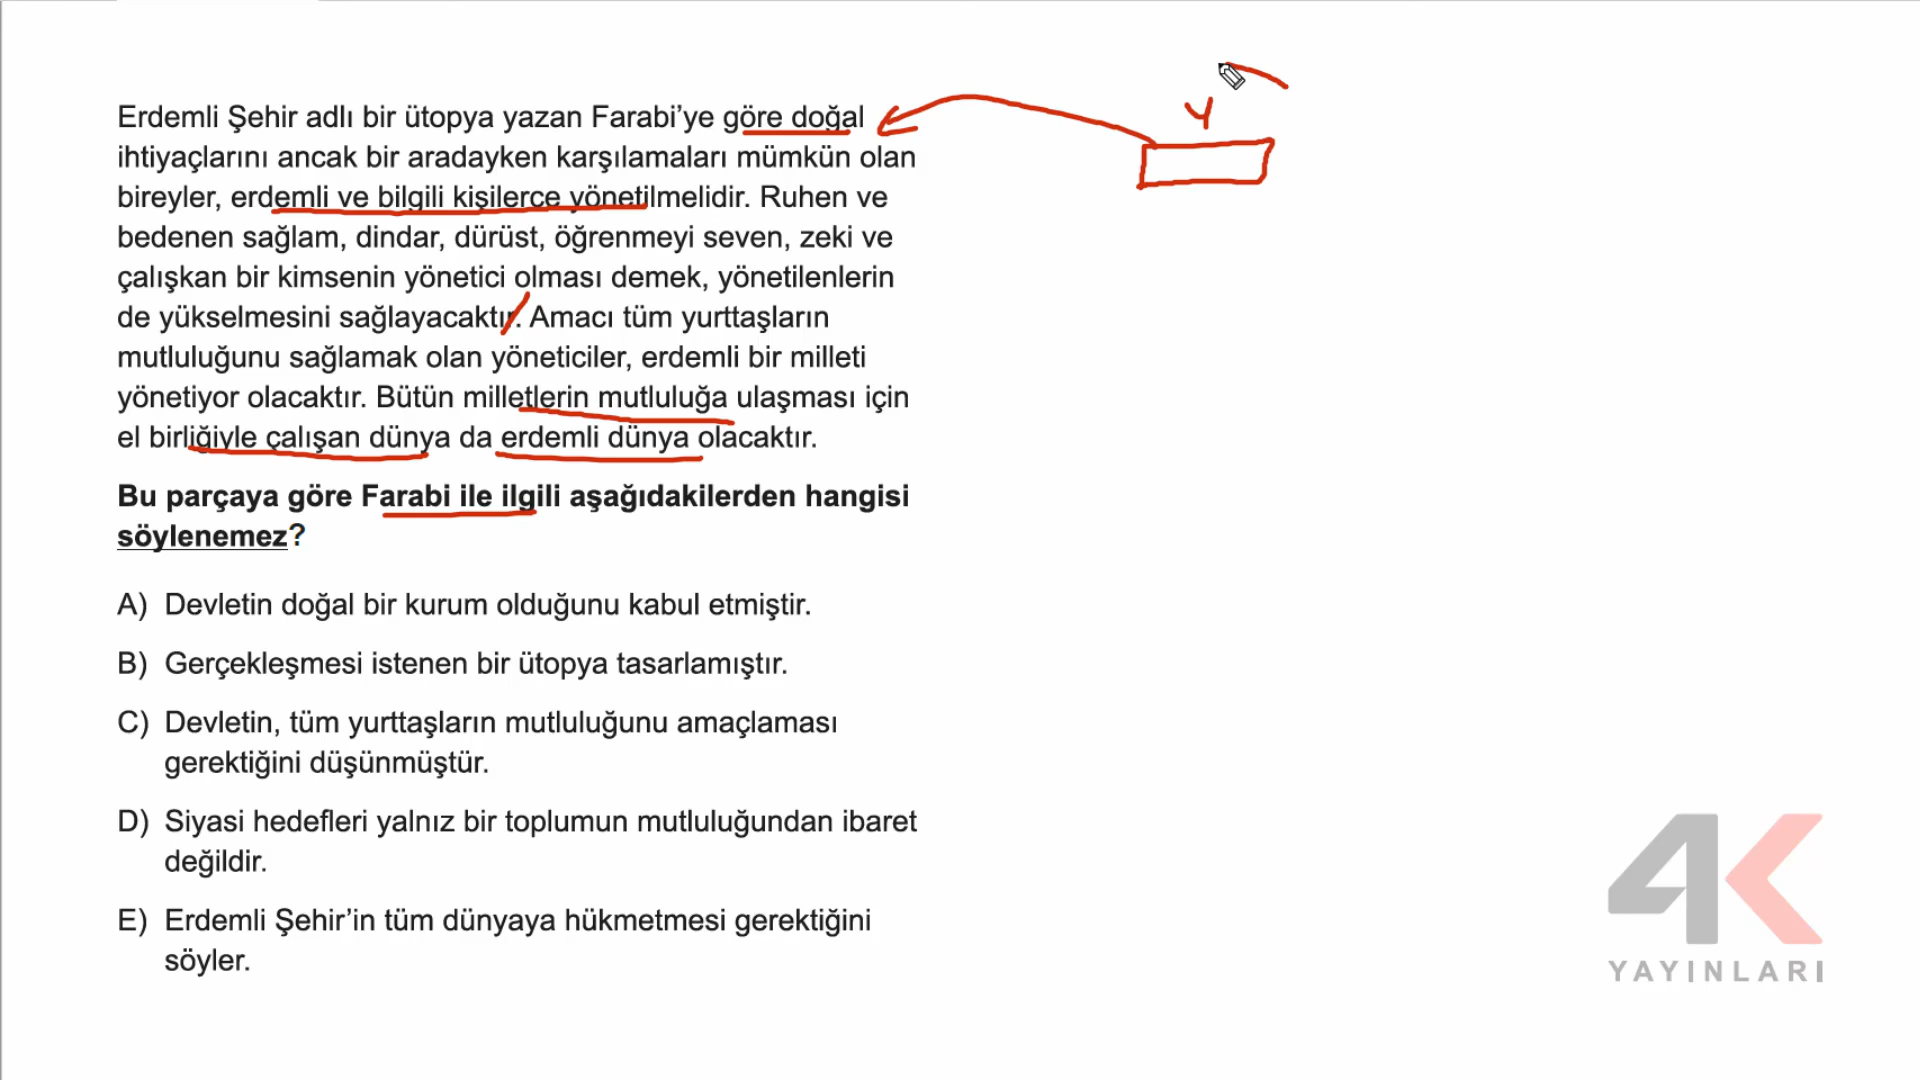 Erdemli Şehir adlı bir ütopya yazan Farabi’ye göre doğal
ihtiyaçlarını ancak bir aradayken karşılamaları mümkün olan
bireyler, erdemli ve bilgili kişilerce yönetilmelidir. Ruhen ve
bedenen sağlam, dindar, dürüst, öğrenmeyi seven, zeki ve
çalışkan bir kimsenin yönetici olması demek, yönetilenlerin
de yükselmesini sağlayacaktır. Amacı tüm yurttaşların
mutluluğunu sağlamak olan yöneticiler, erdemli bir milleti
yönetiyor olacaktır. Bütün milletlerin mutluluğa ulaşması için
el birliğiyle çalışan dünya da erdemli dünya olacaktır.
Bu parçaya göre Farabi ile ilgili aşağıdakilerden hangisi
söylenemez?
A) Devletin doğal bir kurum olduğunu kabul etmiştir.
B) Gerçekleşmesi istenen bir ütopya tasarlamıştır.
C) Devletin, tüm yurttaşların mutluluğunu amaçlaması
gerektiğini düşünmüştür.
D) Siyasi hedefleri yalnız bir toplumun mutluluğundan ibaret
değildir.
E) Erdemli Şehir’in tüm dünyaya hükmetmesi gerektiğini
söyler.
4K
YAYINLARI